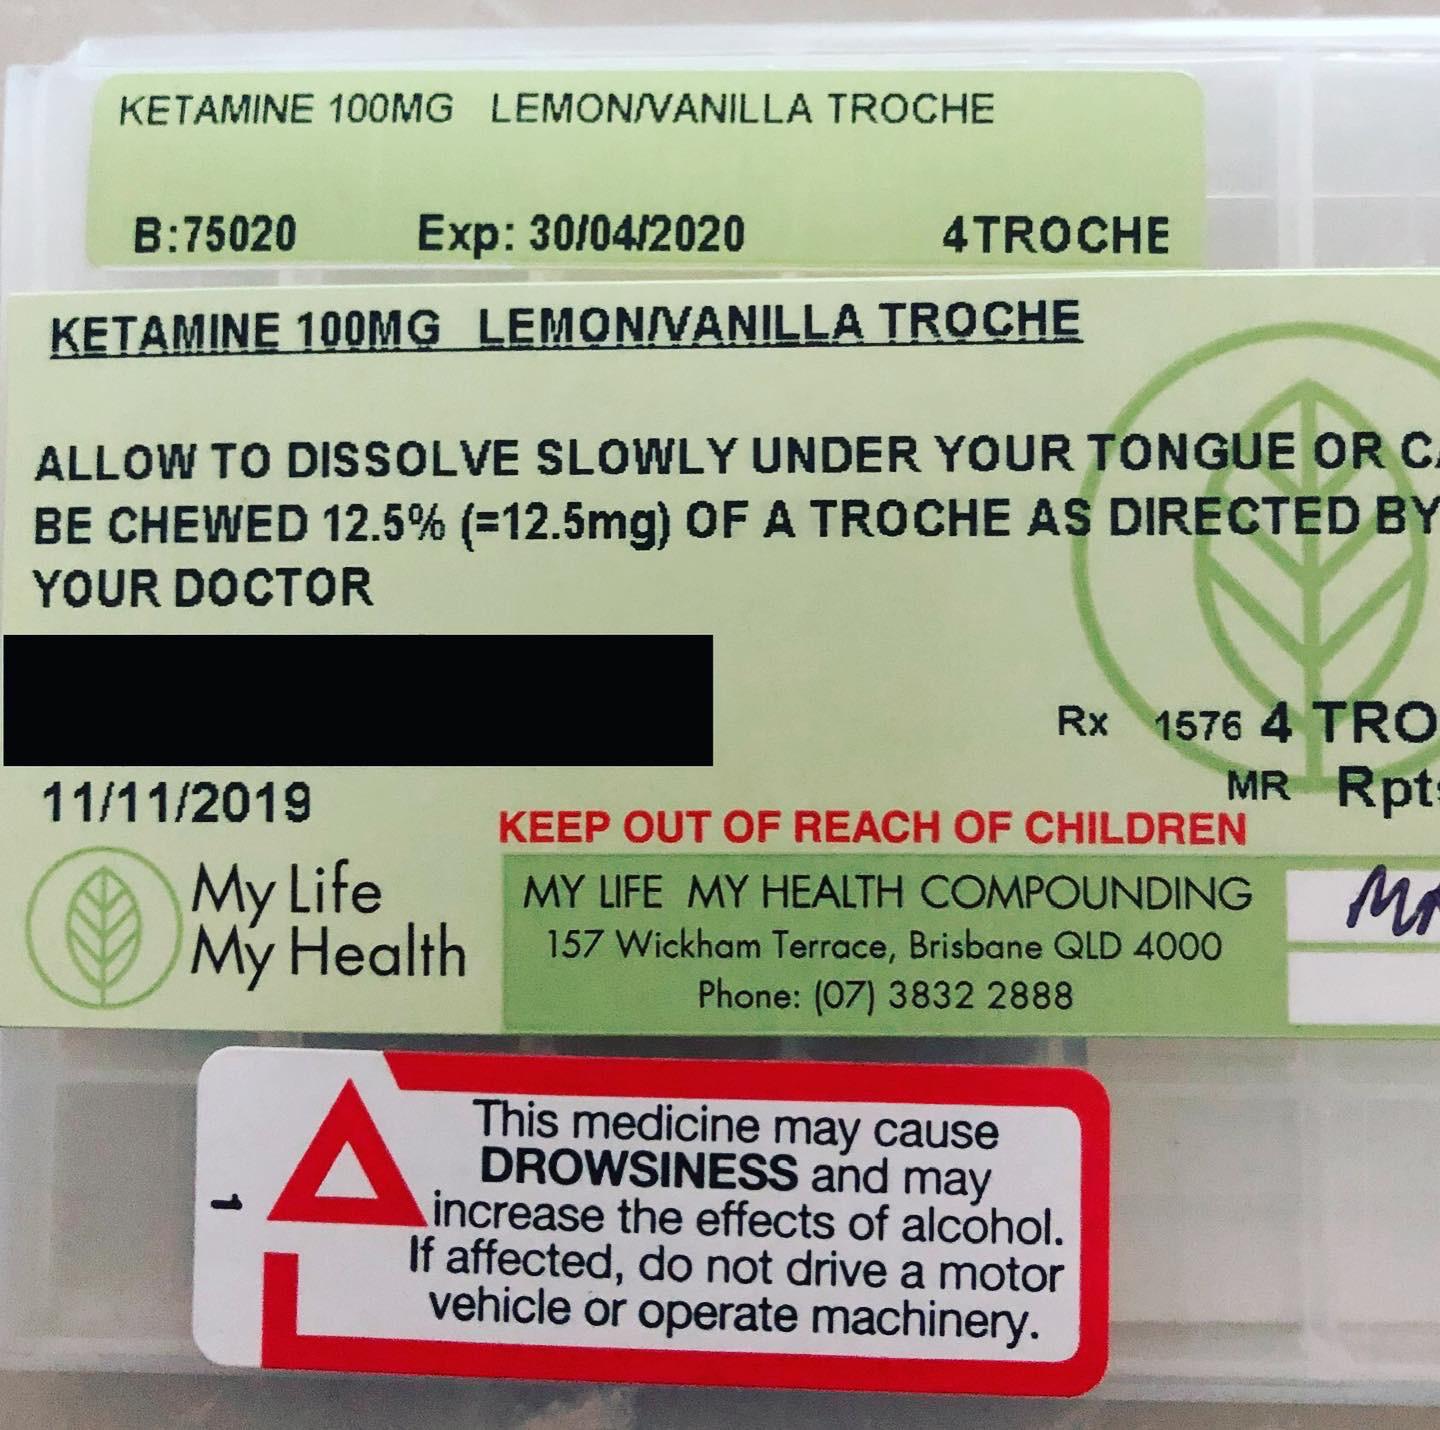 KETAMINE 100MG LEMON/VANILLA TROCHE
B:75020 Exp: 30/04/2020 4TROCHE
KETAMINE 100MG LEMON/VANILLA TROCHE
ALLOW TO DISSOLVE SLOWLY UNDER YOUR TONGUE OR
BE CHEWED 12.5% (=12.5mg) OF A TROCHE AS DIRECTED BY
YOUR DOCTOR
Rx 1576 4 TRO
MR
11/11/2019
KEEP OUT OF REACH OF CHILDREN
My Life
My Health
MY LIFE MY HEALTH COMPOUNDING
157 Wickham Terrace, Brisbane QLD 4000
Phone: (07) 3832 2888
1
This medicine may cause
DROWSINESS and may
increase the effects of alcohol.
If affected, do not drive a motor
vehicle or operate machinery.